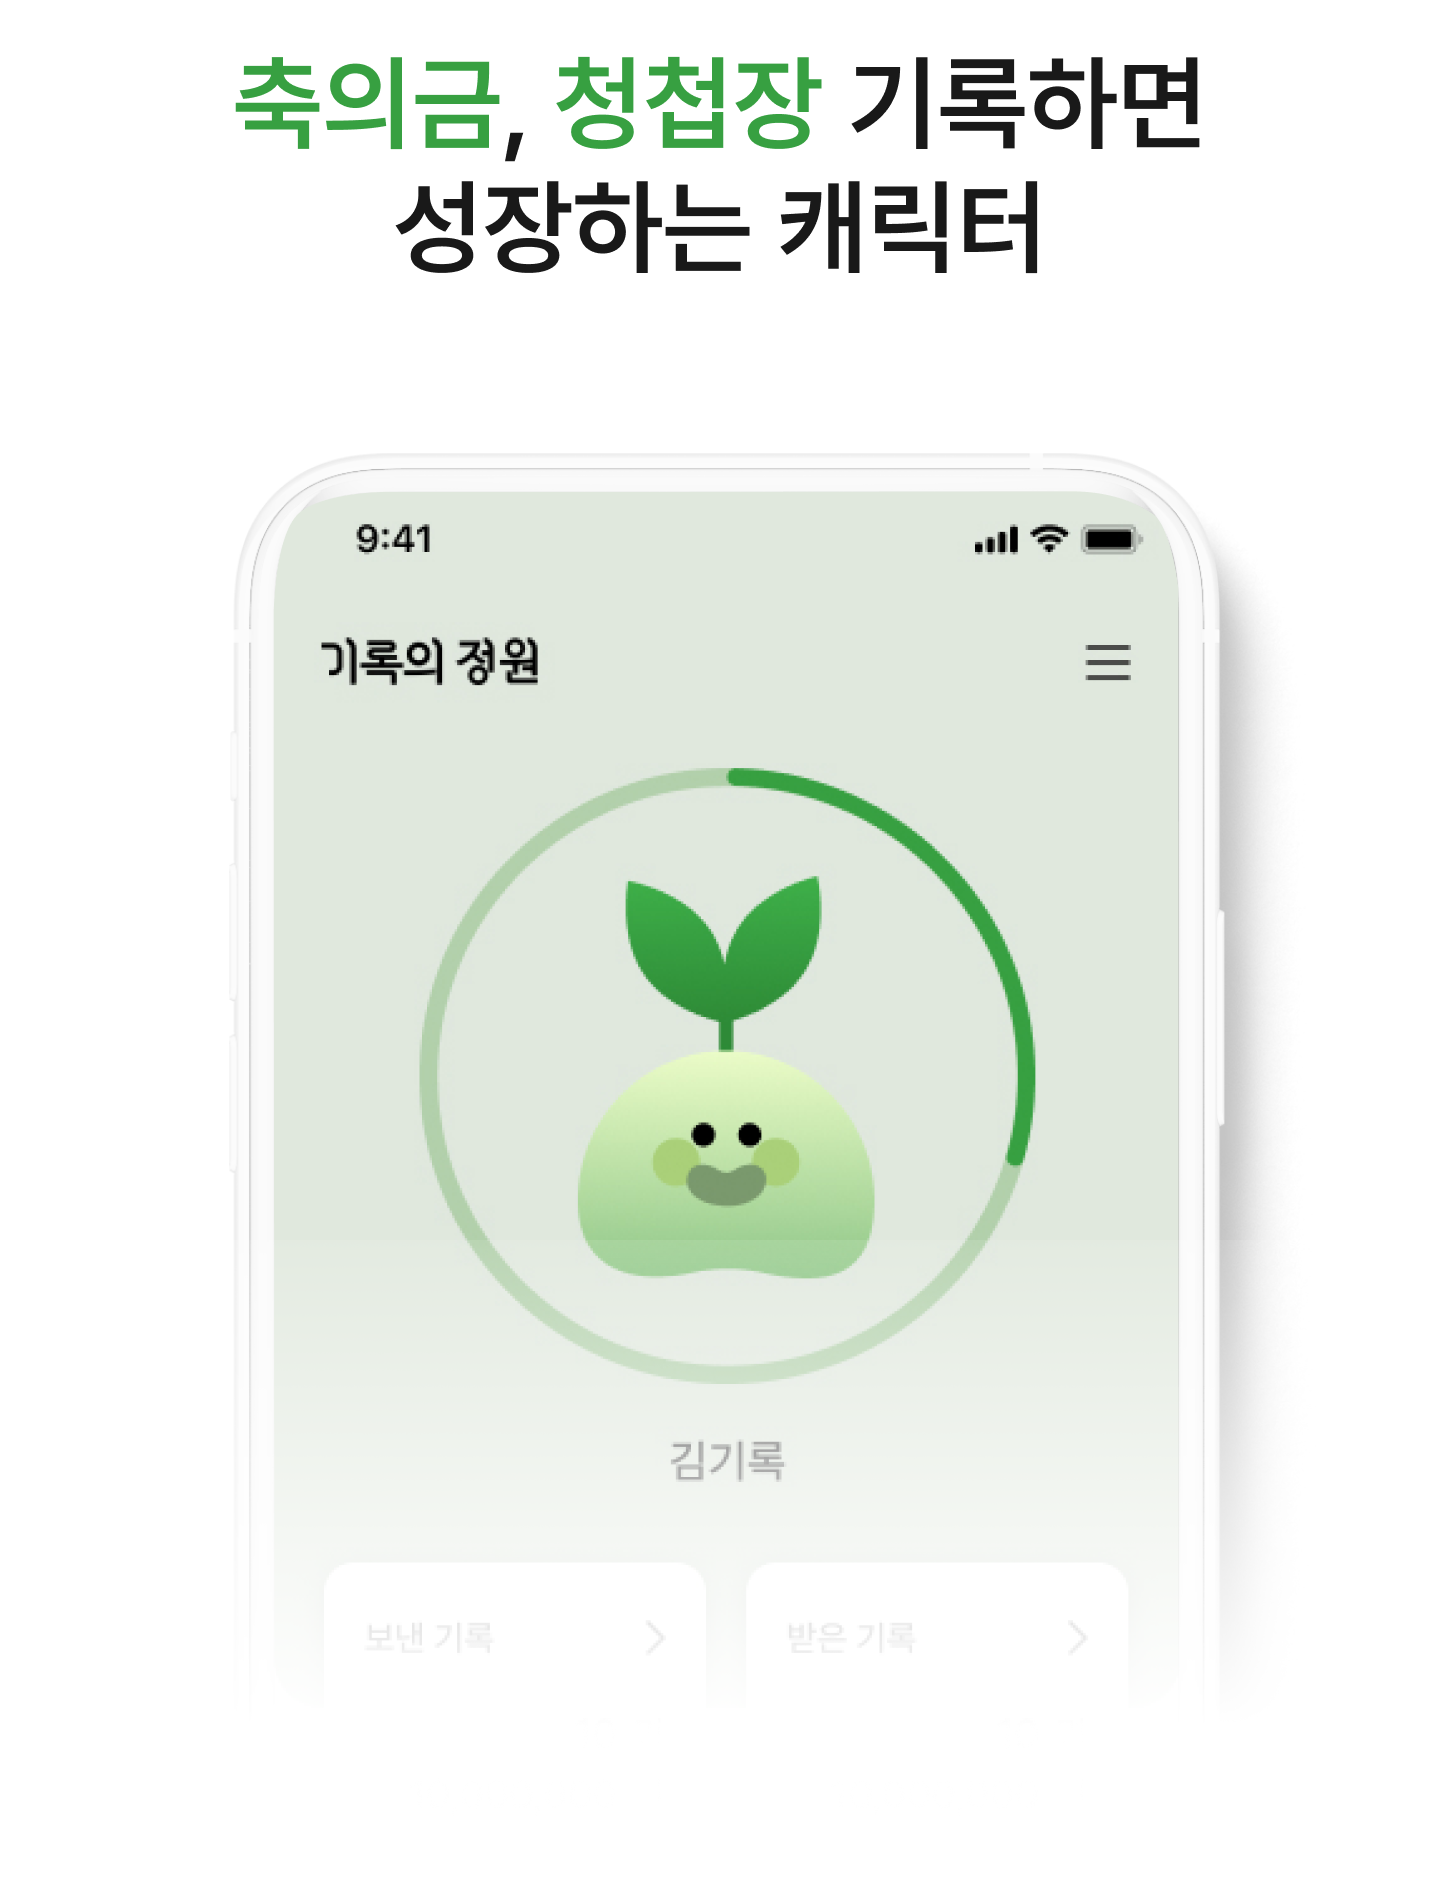 축의금, 청첩장 기록하면
성장하는 캐릭터
9:41
기록의 정원
김기록
보낸 기록
받은 기록